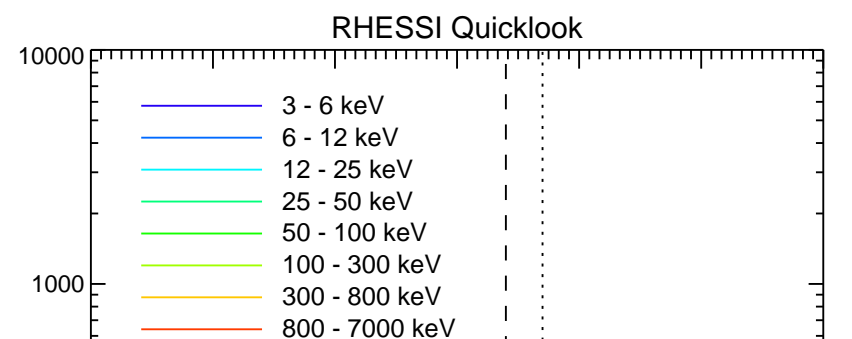 RHESSI Quicklook
10000
3 - 6 keV
6 - 12 keV
12 - 25 keV
25 - 50 keV
50 - 100 keV
100 - 300 keV
1000
300 - 800 keV
800 - 7000 keV